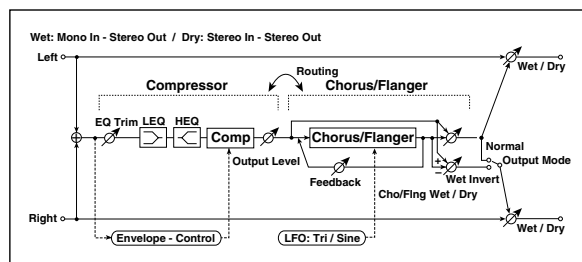 Wet: Mono In - Stereo Out / Dry: Stereo In - Stereo Out
Left
Wet / Dry
Routing
Compressor
Chorus/Flanger
EQ Trim
LEQ
HEQ
Comp
Output Level
Chorus/Flanger
Normal
Output Mode
+
−
Wet Invert
Feedback
Cho/Flng Wet / Dry
Right
Wet / Dry
Envelope - Control
LFO: Tri / Sine